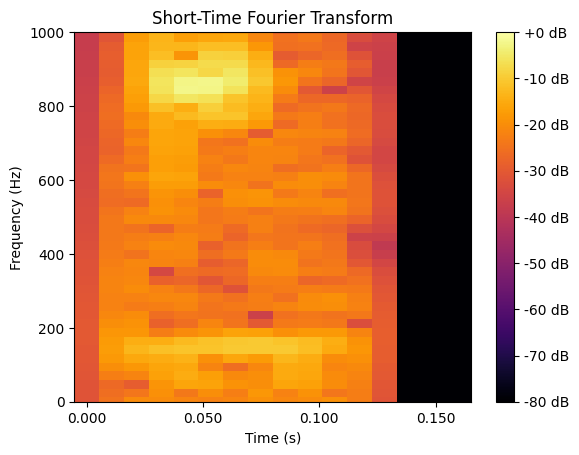 Short-Time Fourier Transform
Frequency (Hz)
1000
800
600
400
200
0
0.000 0.050 0.100 0.150
Time (s)
+0 dB
-10 dB
-20 dB
-30 dB
-40 dB
-50 dB
-60 dB
-70 dB
-80 dB